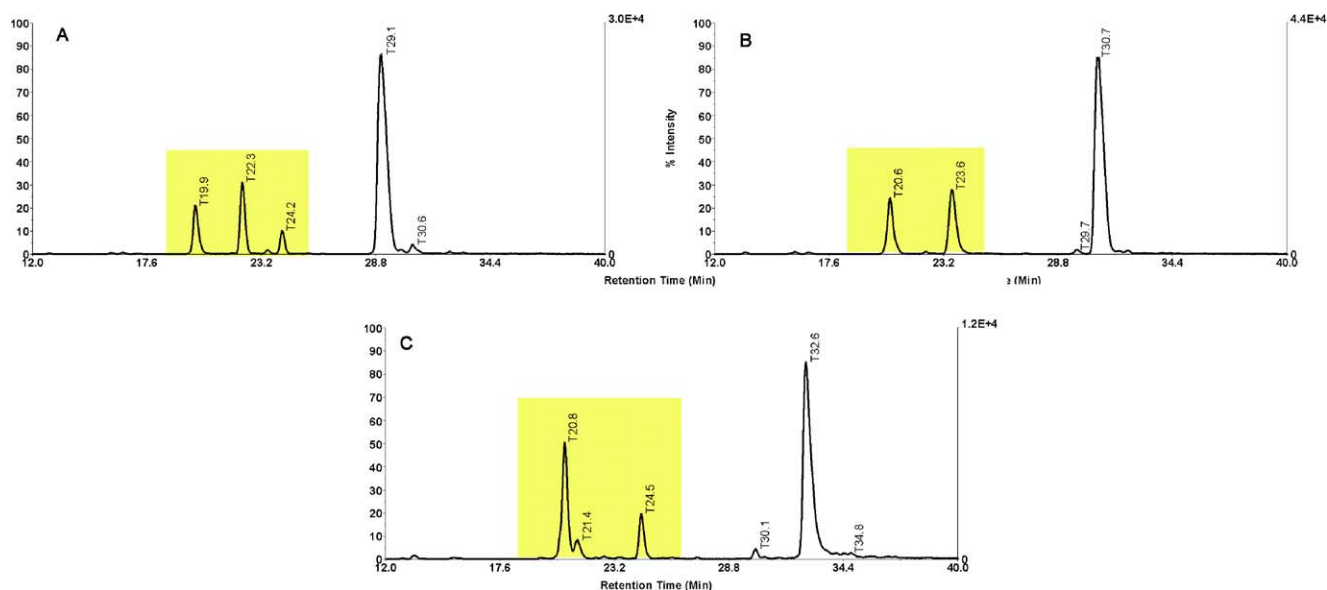 A
3.0E+4
100
90
80
70
60
50
40
30
20
10
0
T19.9
T22.3
T24.2
T29.1
T30.6
0
12.0 17.6 23.2 28.8 34.4 40.0
Retention Time (Min)
B
4.4E+4
% Intensity
100
90
80
70
60
50
40
30
20
10
0
T20.6
T23.6
T29.7
T30.7
0
12.0 17.6 23.2 28.8 34.4 40.0
e (Min)
C
1.2E+4
100
90
80
70
60
50
40
30
20
10
0
T20.8
T21.4
T24.5
T30.1
T32.6
T34.8
0
12.0 17.6 23.2 28.8 34.4 40.0
Retention Time (Min)